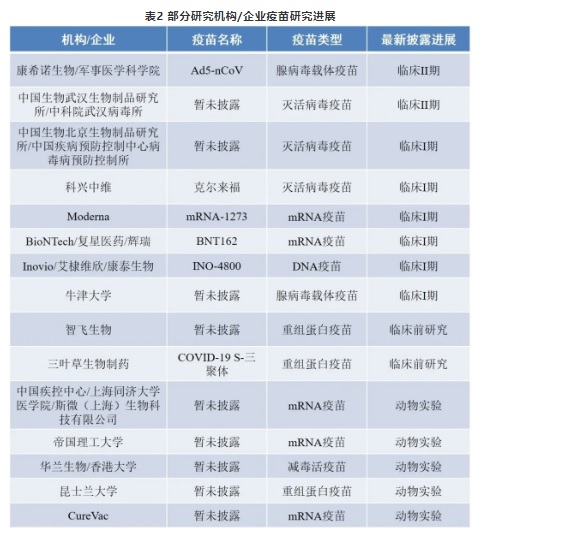 表2 部分研究机构/企业疫苗研究进展
机构/企业 疫苗名称 疫苗类型 最新披露进展
康希诺生物/军事医学科学院 Ad5-nCoV 腺病毒载体疫苗 临床II期
中国生物武汉生物制品研究
所/中科院武汉病毒所 暂未披露 灭活病毒疫苗 临床II期
中国生物北京生物制品研究
所/中国疾病预防控制中心病 暂未披露 灭活病毒疫苗 临床I期
毒病预防控制所
科兴中维 克尔来福 灭活病毒疫苗 临床I期
Moderna mRNA-1273 mRNA疫苗 临床I期
BioNTech/复星医药/辉瑞 BNT162 mRNA疫苗 临床I期
Inovio/艾棣维欣/康泰生物 INO-4800 DNA疫苗 临床I期
牛津大学 暂未披露 腺病毒载体疫苗 临床I期
智飞生物 暂未披露 重组蛋白疫苗 临床前研究
三叶草生物制药 COVID-19 S-三 重组蛋白疫苗 临床前研究
聚体
中国疾控中心/上海同济大学
医学院/斯微（上海）生物科 暂未披露 mRNA疫苗 动物实验
技有限公司
帝国理工大学 暂未披露 mRNA疫苗 动物实验
华兰生物/香港大学 暂未披露 减毒活疫苗 动物实验
昆士兰大学 暂未披露 重组蛋白疫苗 动物实验
CureVac 暂未披露 mRNA疫苗 动物实验